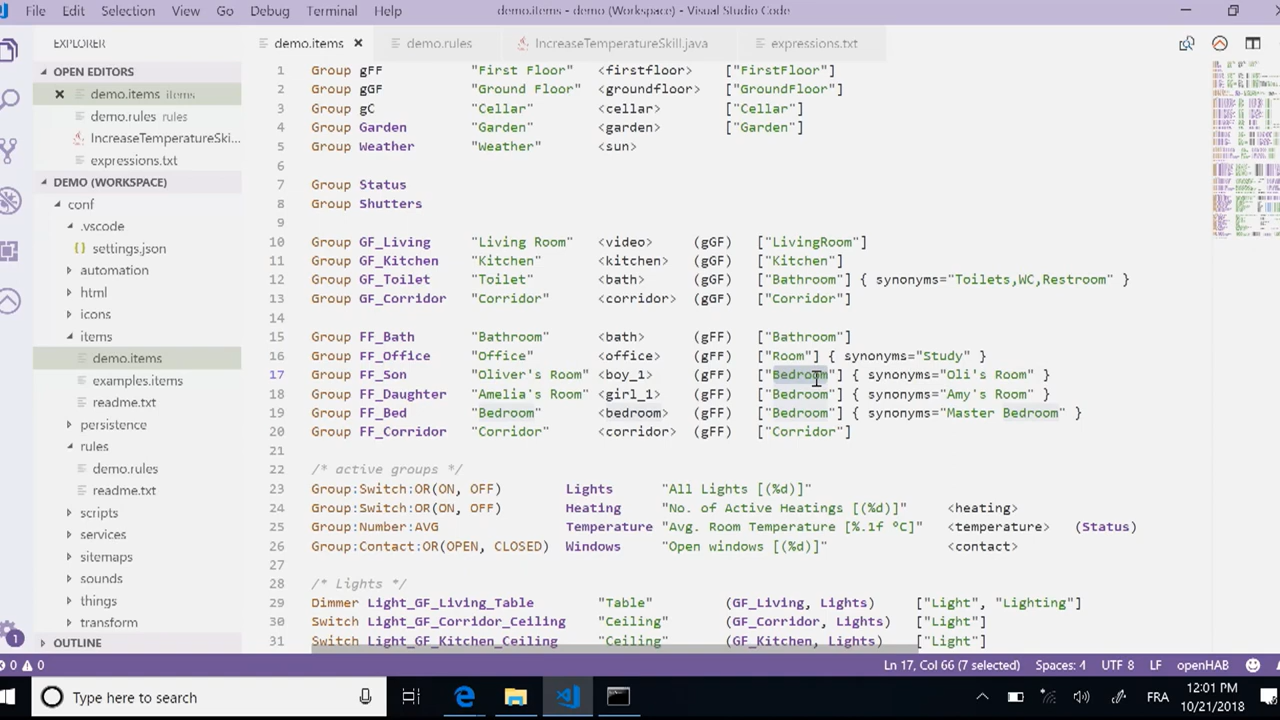 File Edit Selection View Go Debug Terminal Help demo.items - demo (Workspace) - Visual Studio Code
EXPLORER
OPEN EDITORS
demo.items items
demo.rules rules
IncreaseTemperatureSkil...
expressions.txt
DEMO (WORKSPACE)
conf
.vscode
settings.json
automation
html
icons
items
demo.items
examples.items
readme.txt
persistence
rules
demo.rules
readme.txt
scripts
services
sitemaps
sounds
things
transform
OUTLINE
demo.items demo.rules IncreaseTemperatureSkill.java expressions.txt
1 Group gFF "First Floor" <firstfloor> ["FirstFloor"]
2 Group gGF "Ground Floor" <groundfloor> ["GroundFloor"]
3 Group gC "Cellar" <cellar> ["Cellar"]
4 Group Garden "Garden" <garden> ["Garden"]
5 Group Weather "Weather" <sun>
6
7 Group Status
8 Group Shutters
9
10 Group GF_Living "Living Room" <video> (gGF) ["LivingRoom"]
11 Group GF_Kitchen "Kitchen" <kitchen> (gGF) ["Kitchen"]
12 Group GF_Toilet "Toilet" <bath> (gGF) ["Bathroom"] { synonyms="Toilets,WC,Restroom" }
13 Group GF_Corridor "Corridor" <corridor> (gGF) ["Corridor"]
14
15 Group FF_Bath "Bathroom" <bath> (gFF) ["Bathroom"]
16 Group FF_Office "Office" <office> (gFF) ["Room"] { synonyms="Study" }
17 Group FF_Son "Oliver's Room" <boy_1> (gFF) ["Bedroom"] { synonyms="Oli's Room" }
18 Group FF_Daughter "Amelia's Room" <girl_1> (gFF) ["Bedroom"] { synonyms="Amy's Room" }
19 Group FF_Bed "Bedroom" <bedroom> (gFF) ["Bedroom"] { synonyms="Master Bedroom" }
20 Group FF_Corridor "Corridor" <corridor> (gFF) ["Corridor"]
21
22 /* active groups */
23 Group:Switch:OR(ON, OFF) Lights "All Lights [(%d)]"
24 Group:Switch:OR(ON, OFF) Heating "No. of Active Heatings [(%d)]" <heating>
25 Group:Number:AVG Temperature "Avg. Room Temperature [%.1f °C]" <temperature> (Status)
26 Group:Contact:OR(OPEN, CLOSED) Windows "Open windows [(%d)]" <contact>
27
28 /* Lights */
29 Dimmer Light_GF_Living_Table "Table" (GF_Living, Lights) ["Light", "Lighting"]
30 Switch Light_GF_Corridor_Ceiling "Ceiling" (GF_Corridor, Lights) ["Light"]
31 Switch Light_GF_Kitchen_Ceiling "Ceiling" (GF_Kitchen, Lights) ["Light"]
1
0 0 Ln 17, Col 66 (7 selected) Spaces: 4 UTF 8 LF openHAB
Type here to search FRA 12:01 PM
10/21/2018